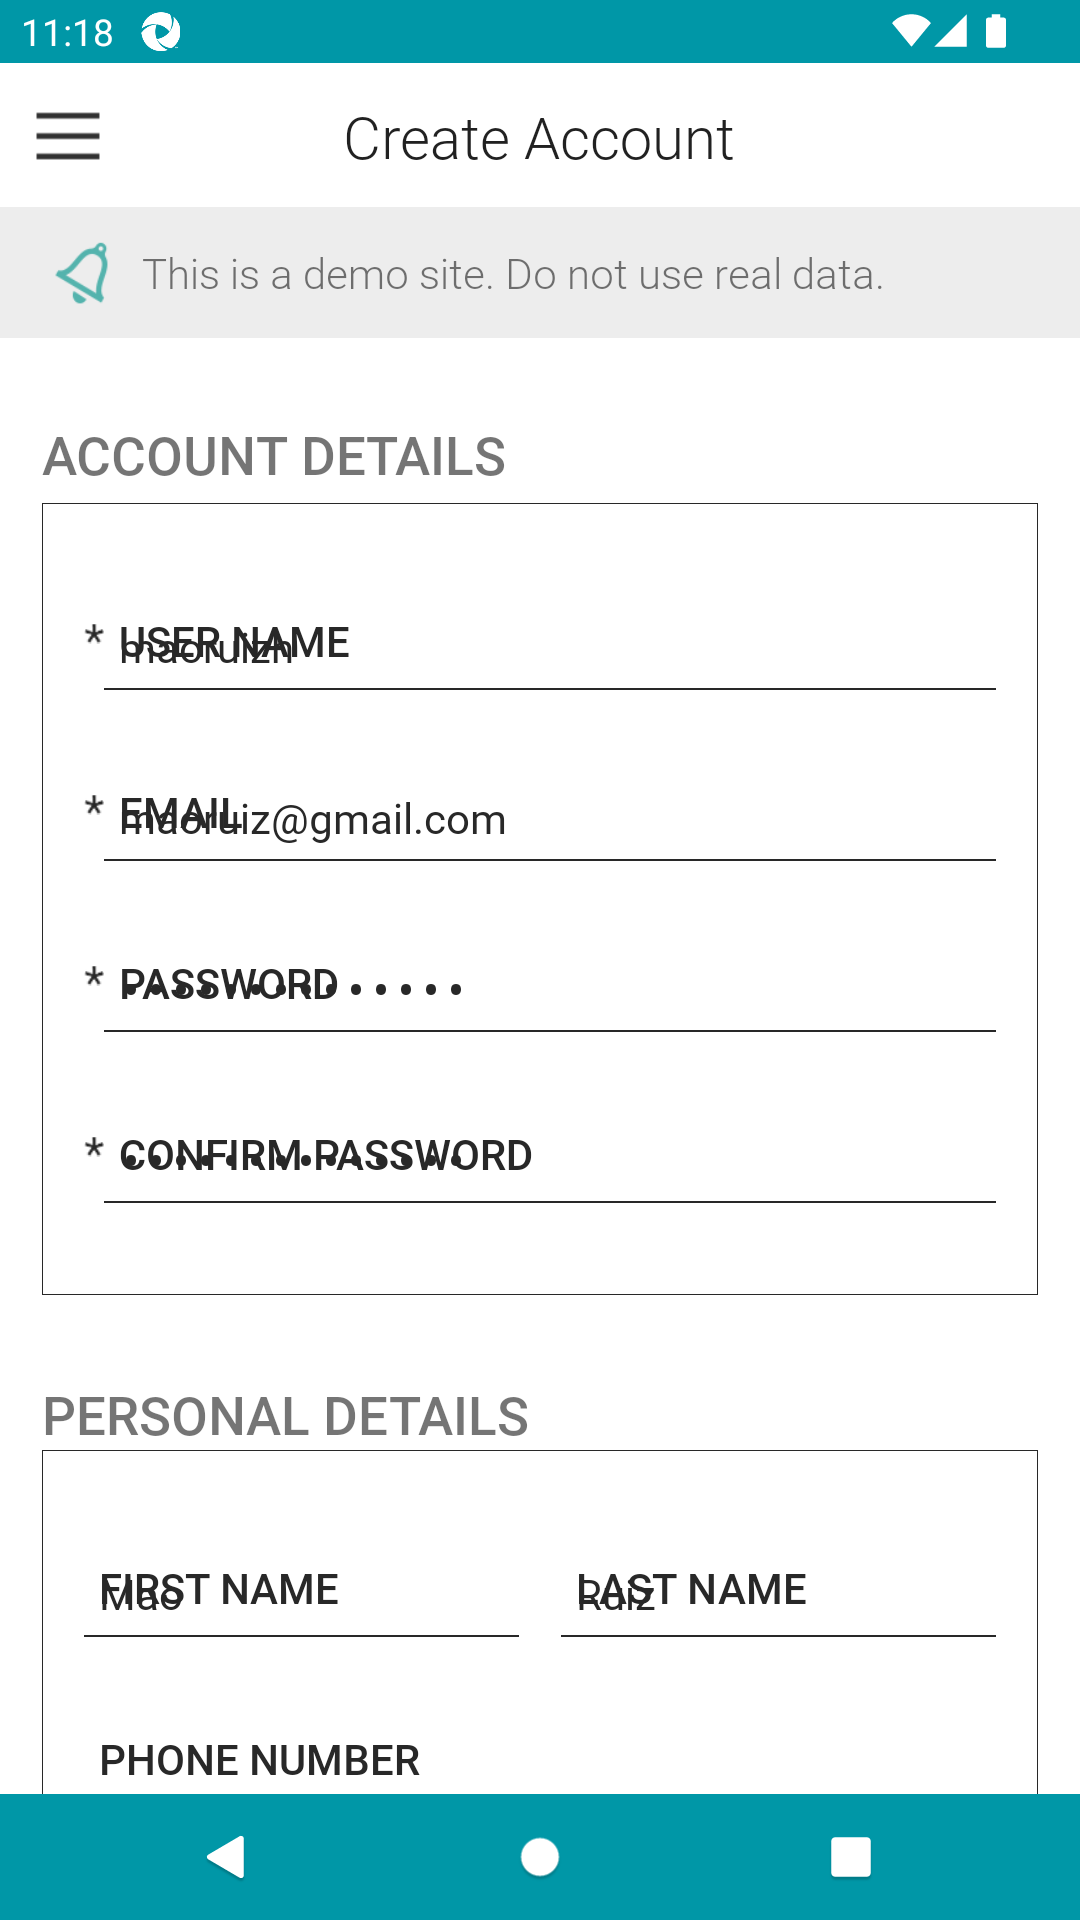 11:18
Create Account
This is a demo site. Do not use real data.
ACCOUNT DETAILS
* USER NAME
maoruizh
* EMAIL
maoruiz@gmail.com
* PASSWORD
••••••••••••••
* CONFIRM PASSWORD
••••••••••••••
PERSONAL DETAILS
FIRST NAME LAST NAME
Mao Ruiz
PHONE NUMBER